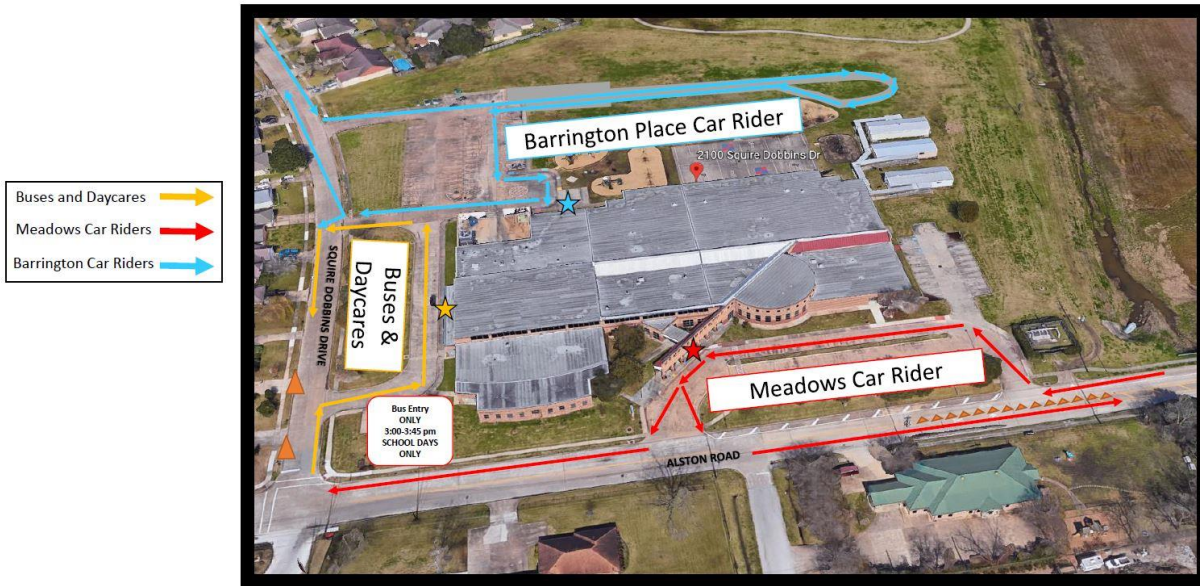 Buses and Daycares
Meadows Car Riders
Barrington Car Riders
Barrington Place Car Rider
2100 Squire Dobbins Dr
SQUIRE DOBBINS DRIVE
Buses &
Daycares
Meadows Car Rider
Bus Entry
ONLY
3:00-3:45 pm
SCHOOL DAYS
ONLY
ALSTON ROAD